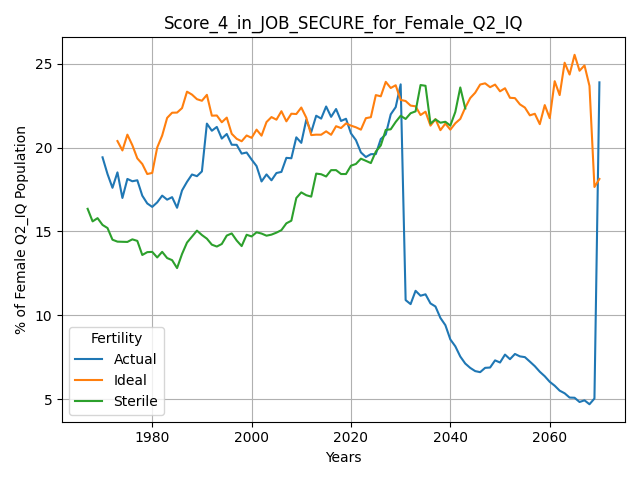 Score_4_in_JOB_SECURE_for_Female_Q2_IQ
% of Female Q2_IQ Population
25
20
15
10
5
Fertility
Actual
Ideal
Sterile
1980
2000
2020
2040
2060
Years